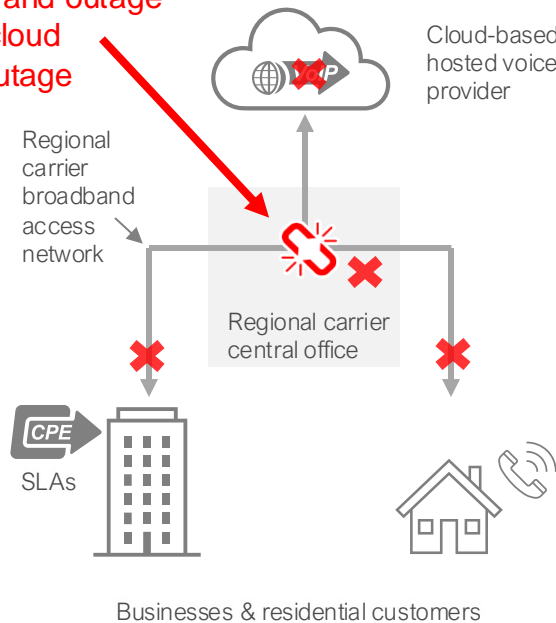 and outage
cloud
utage
Cloud-based
hosted voice
provider
Regional
carrier
broadband
access
network
Regional carrier
central office
CPE
SLAs
Businesses & residential customers